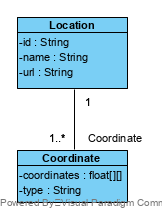 Location
-id : String
-name : String
-url : String
1
1..* Coordinate
Coordinate
-coordinates : float[][]
-type : String
Powered By Visual Paradigm Com